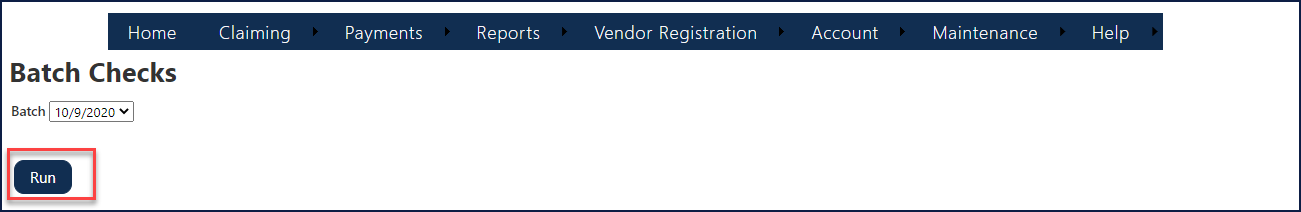 Home Claiming Payments Reports Vendor Registration Account Maintenance Help
Batch Checks
Batch 10/9/2020
Run